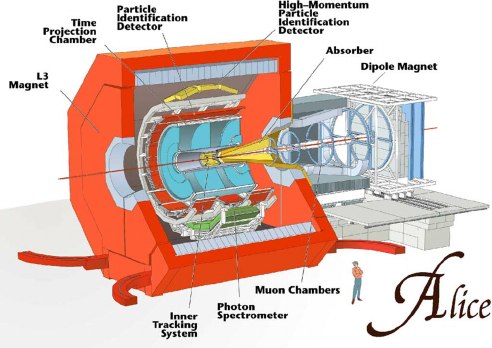 Time
Projection
Chamber
Particle
Identification
Detector
High-Momentum
Particle
Identification
Detector
Absorber
Dipole Magnet
L3
Magnet
Inner
Tracking
System
Photon
Spectrometer
Muon Chambers
Alice